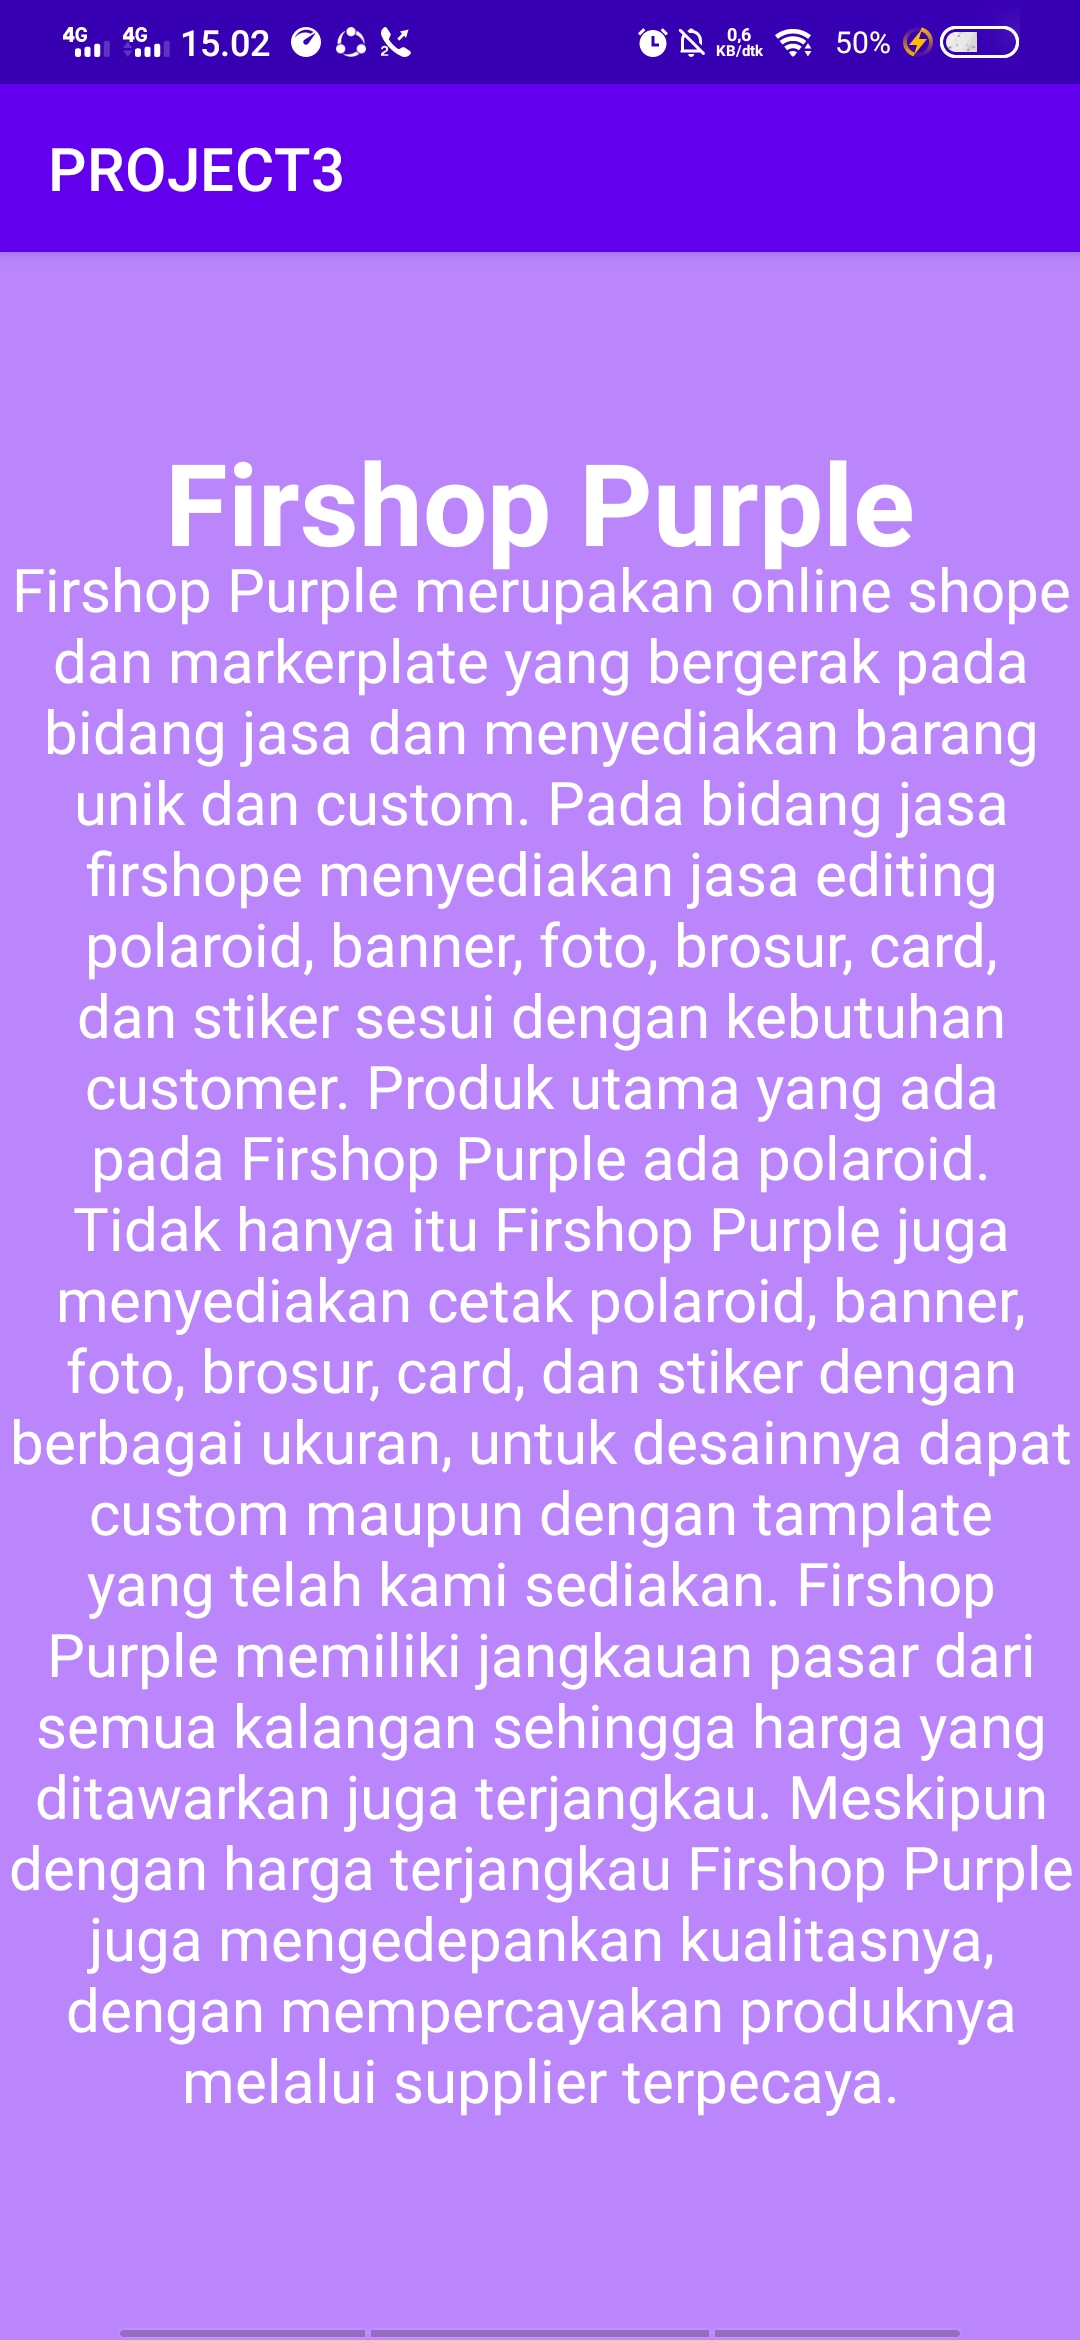 4G 4G 15.02 2 0,6 KB/dtk 50%
PROJECT3
Firshop Purple
Firshop Purple merupakan online shope
dan markerplate yang bergerak pada
bidang jasa dan menyediakan barang
unik dan custom. Pada bidang jasa
firshope menyediakan jasa editing
polaroid, banner, foto, brosur, card,
dan stiker sesui dengan kebutuhan
customer. Produk utama yang ada
pada Firshop Purple ada polaroid.
Tidak hanya itu Firshop Purple juga
menyediakan cetak polaroid, banner,
foto, brosur, card, dan stiker dengan
berbagai ukuran, untuk desainnya dapat
custom maupun dengan tamplate
yang telah kami sediakan. Firshop
Purple memiliki jangkauan pasar dari
semua kalangan sehingga harga yang
ditawarkan juga terjangkau. Meskipun
dengan harga terjangkau Firshop Purple
juga mengedepankan kualitasnya,
dengan mempercayakan produknya
melalui supplier terpecaya.